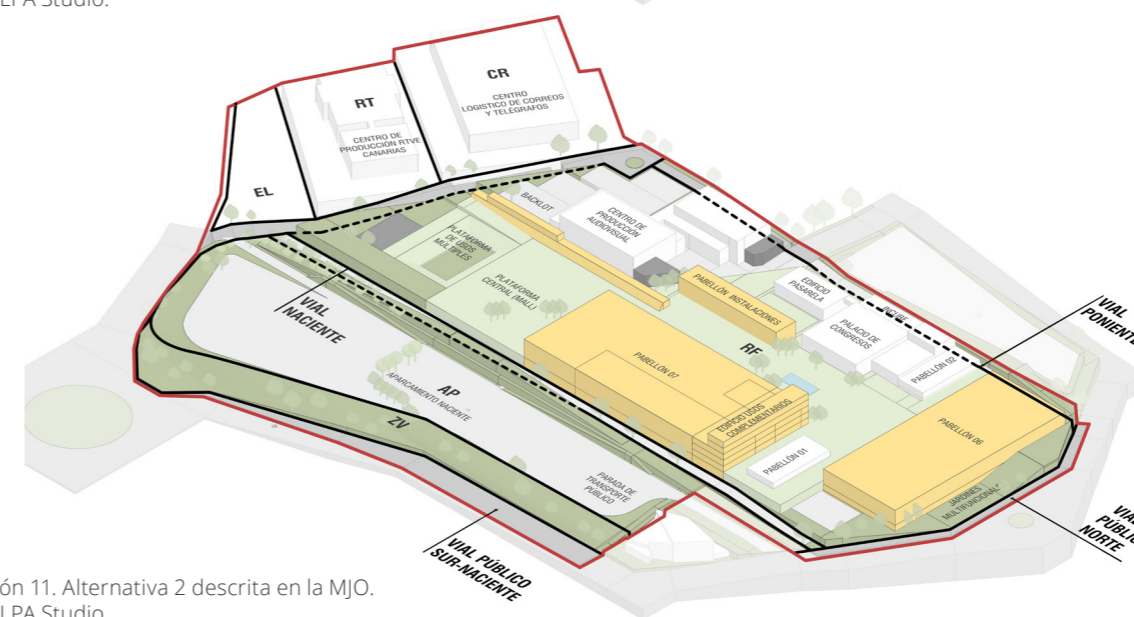 LPA Studio.
CR
CENTRO
LOGÍSTICO DE CORREOS
Y TELÉGRAFOS
RT
CENTRO DE
PRODUCCIÓN RTVE
CANARIAS
EL
BACKLOT
CENTRO DE
PRODUCCIÓN
AUDIOVISUAL
PLATAFORMA
DE USOS
MÚLTIPLES
PLATAFORMA
CENTRAL (MALL)
PABELLÓN INSTALACIONES
EDIFICIO
PASARELA
INCUBE
PALACIO DE
CONGRESOS
PABELLÓN 02
VIAL
PONIENTE
VIAL
NACIENTE
RF
PABELLÓN 07
AP
APARCAMIENTO NACIENTE
ZV
EDIFICIO USOS
COMPLEMENTARIOS
PABELLÓN 06
PABELLÓN 01
PARADA DE
TRANSPORTE
PÚBLICO
JARDINES
MULTIFUNCIONAL
VIAL
PÚBLICO
NORTE
VIAL PÚBLICO
SUR-NACIENTE
ón 11. Alternativa 2 descrita en la MJO.
LPA Studio.